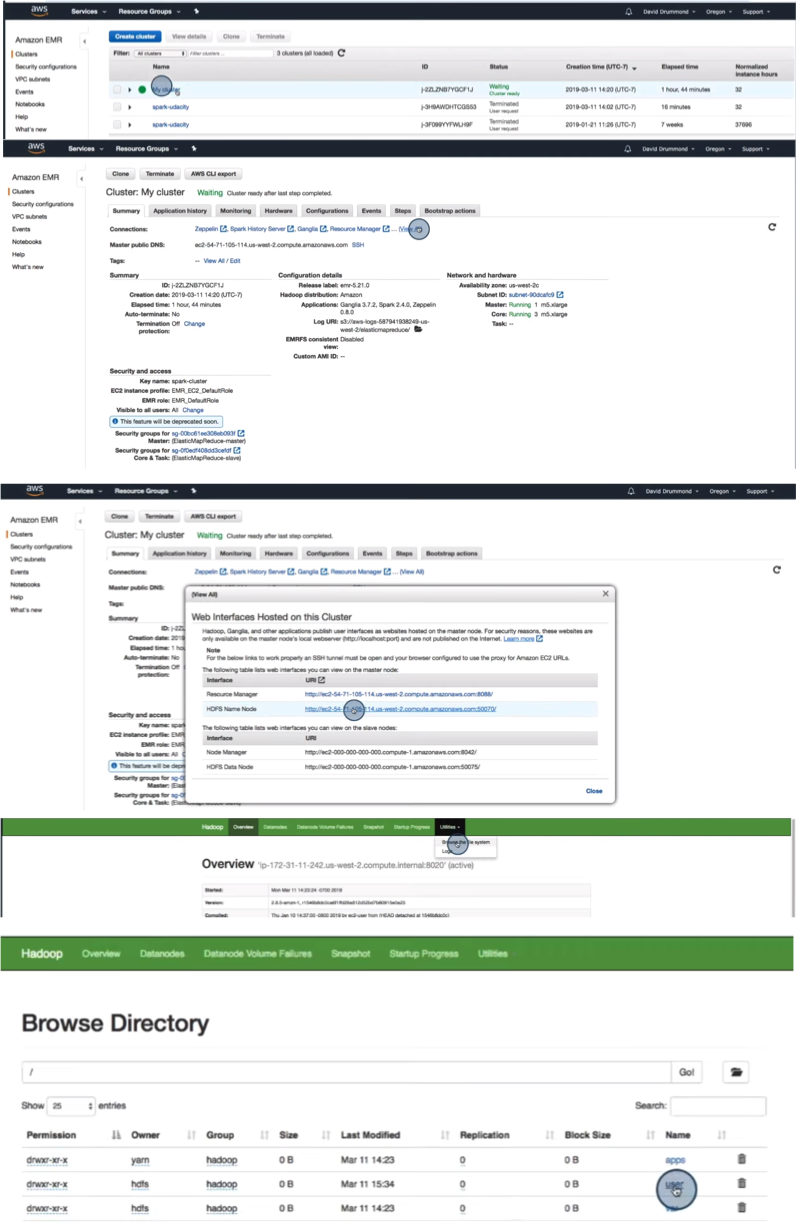 aws Services Resource Groups David Drummond Oregon Support
Amazon EMR
Clusters
Security configurations
VPC subnets
Events
Notebooks
Help
What's new
Create cluster View details Clone Terminate
Filter: All clusters Filter clusters ... 3 clusters (all loaded)
Name ID Status Creation time (UTC-7) Elapsed time Normalized instance hours
My cluster j-2ZLZNB7YGCF1J Waiting Cluster ready 2019-03-11 14:20 (UTC-7) 1 hour, 44 minutes 32
spark-udacity j-3H9AWDHTCGS53 Terminated User request 2019-03-11 14:02 (UTC-7) 16 minutes 32
spark-udacity j-3F099YYFWLH9F Terminated User request 2019-01-21 11:26 (UTC-7) 7 weeks 37696
aws Services Resource Groups David Drummond Oregon Support
Amazon EMR
Clusters
Security configurations
VPC subnets
Events
Notebooks
Help
What's new
Clone Terminate AWS CLI export
Cluster: My cluster Waiting Cluster ready after last step completed.
Summary Application history Monitoring Hardware Configurations Events Steps Bootstrap actions
Connections: Zeppelin, Spark History Server, Ganglia, Resource Manager ... (View All)
Master public DNS: ec2-54-71-105-114.us-west-2.compute.amazonaws.com SSH
Tags: -- View All / Edit
Summary
ID: j-2ZLZNB7YGCF1J
Creation date: 2019-03-11 14:20 (UTC-7)
Elapsed time: 1 hour, 44 minutes
Auto-terminate: No
Termination Off Change
protection:
Configuration details
Release label: emr-5.21.0
Hadoop distribution: Amazon
Applications: Ganglia 3.7.2, Spark 2.4.0, Zeppelin
0.8.0
Log URI: s3://aws-logs-587941938249-us-
west-2/elasticmapreduce/
EMRFS consistent Disabled
view:
Custom AMI ID: --
Network and hardware
Availability zone: us-west-2c
Subnet ID: subnet-90dcafc9
Master: Running 1 m5.xlarge
Core: Running 3 m5.xlarge
Task: --
Security and access
Key name: spark-cluster
EC2 instance profile: EMR_EC2_DefaultRole
EMR role: EMR_DefaultRole
Visible to all users: All Change
This feature will be deprecated soon.
Security groups for sg-00bc61ee308eb093f
Master: (ElasticMapReduce-master)
Security groups for sg-0f0edf408dd3cefdf
Core & Task: (ElasticMapReduce-slave)
aws Services Resource Groups David Drummond Oregon Support
Amazon EMR
Clusters
Security configurations
VPC subnets
Events
Notebooks
Help
What's new
Clone Terminate AWS CLI export
Cluster: My cluster Waiting Cluster ready after last step completed.
Summary Application history Monitoring Hardware Configurations Events Steps Bootstrap actions
Connections: Zeppelin, Spark History Server, Ganglia, Resource Manager ... (View All)
Master public DNS:
Tags:
Summary
ID: j-2ZL
Creation date: 2019
Elapsed time: 1 ho
Auto-terminate: No
Termination Off
protection:
Security and access
Key name: spar
EC2 instance profile: EMR
EMR role: EMR
Visible to all users: All
This feature will be depre
Security groups for sg-0
Master: (Elas
Security groups for sg-0
Core & Task: (Elas
(View All)
Web Interfaces Hosted on this Cluster
Hadoop, Ganglia, and other applications publish user interfaces as websites hosted on the master node. For security reasons, these websites are
only available on the master node's local webserver (http://localhost:port) and are not published on the Internet. Learn more
Note
For the below links to work properly an SSH tunnel must be open and your browser configured to use the proxy for Amazon EC2 URLs.
The following table lists web interfaces you can view on the master node:
Interface URI
Resource Manager http://ec2-54-71-105-114.us-west-2.compute.amazonaws.com:8088/
HDFS Name Node http://ec2-54-71-105-114.us-west-2.compute.amazonaws.com:50070/
The following table lists web interfaces you can view on the slave nodes:
Interface URI
Node Manager http://ec2-000-000-000-000.compute-1.amazonaws.com:8042/
HDFS Data Node http://ec2-000-000-000-000.compute-1.amazonaws.com:50075/
Close
Hadoop Overview Datanodes Datanode Volume Failures Snapshot Startup Progress Utilities
Browse the file system
Overview 'ip-172-31-11-242.us-west-2.compute.internal:8020' (active)
Started: Mon Mar 11 14:23:24 -0700 2019
Version:
Compiled:
Hadoop Overview Datanodes Datanode Volume Failures Snapshot Startup Progress Utilities
Browse Directory
/ Go!
Show 25 entries Search:
Permission Owner Group Size Last Modified Replication Block Size Name
drwxr-xr-x yarn hadoop 0 B Mar 11 14:23 0 0 B apps
drwxr-xr-x hdfs hadoop 0 B Mar 11 15:34 0 0 B user
drwxr-xr-x hdfs hadoop 0 B Mar 11 14:23 0 0 B